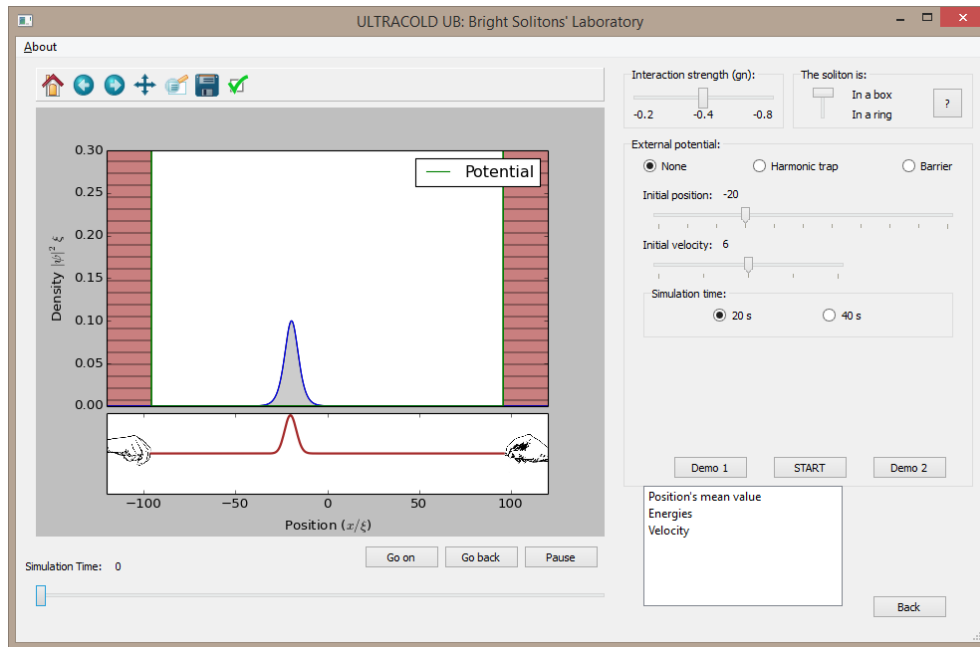 ULTRACOLD UB: Bright Solitons' Laboratory
About
Interaction strength (gn):
-0.2 -0.4 -0.8
The soliton is:
In a box
In a ring
?
External potential:
None Harmonic trap Barrier
Initial position: -20
Initial velocity: 6
Simulation time:
20 s 40 s
Demo 1 START Demo 2
Position's mean value
Energies
Velocity
Back
Potential
0.30
0.25
0.20
0.15
0.10
0.05
0.00
Density |ψ|² ξ
−100 −50 0 50 100
Position (x/ξ)
Go on Go back Pause
Simulation Time: 0